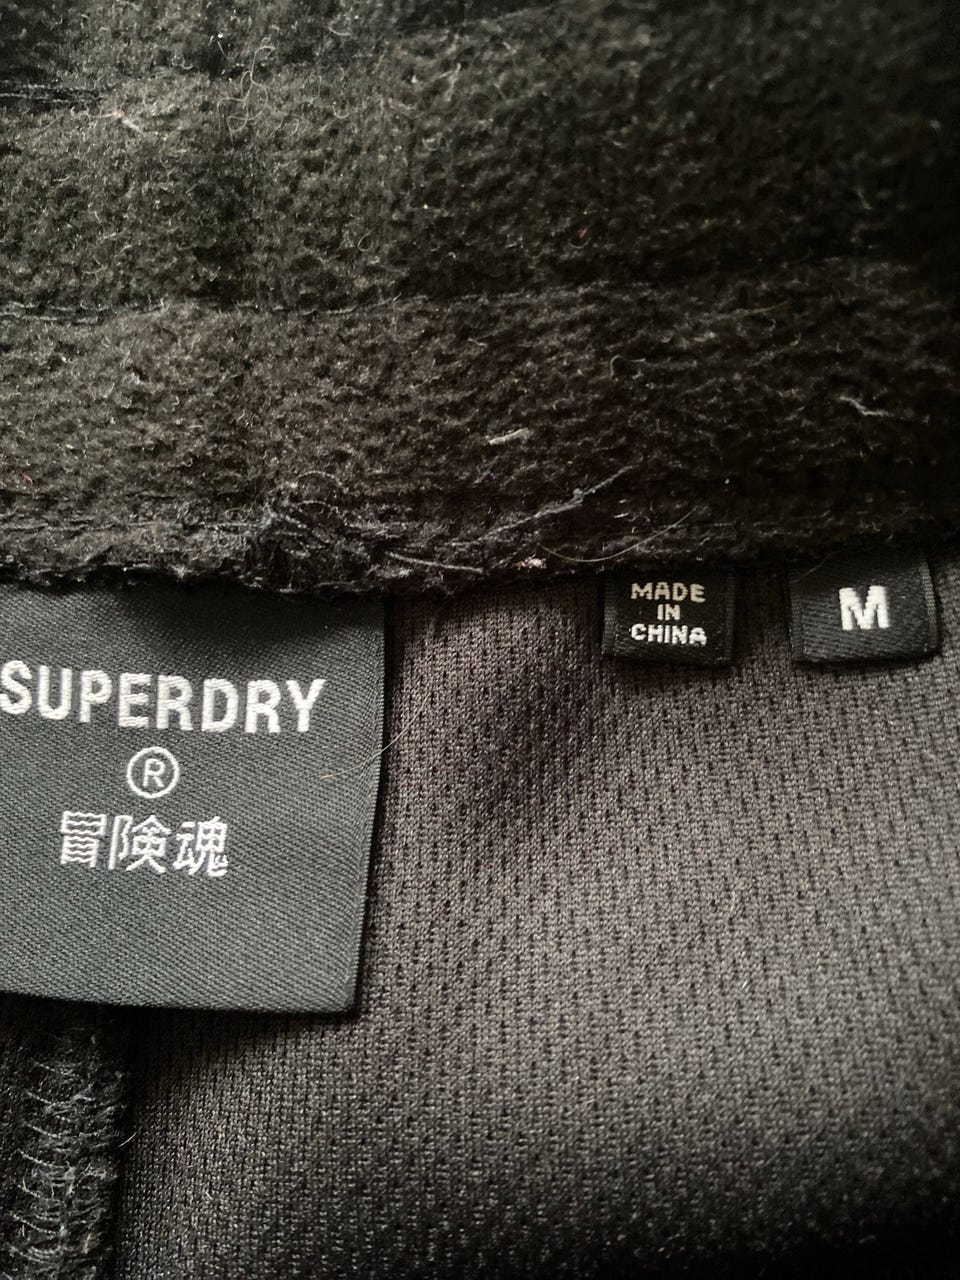 SUPERDRY
®
冒険魂
MADE
IN
CHINA
M